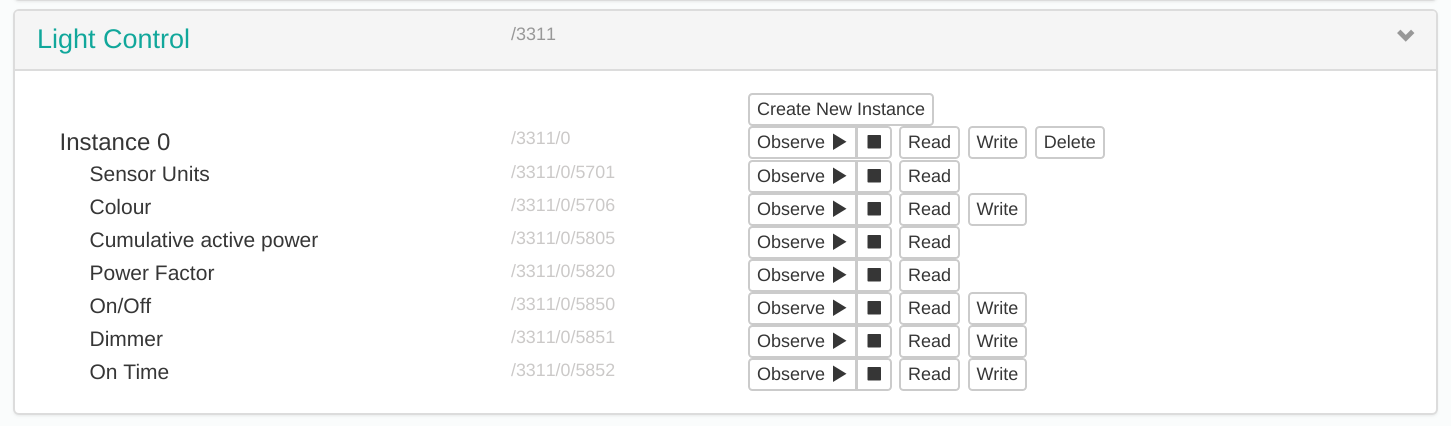 Light Control /3311
Create New Instance
Instance 0 /3311/0 Observe Read Write Delete
Sensor Units /3311/0/5701 Observe Read
Colour /3311/0/5706 Observe Read Write
Cumulative active power /3311/0/5805 Observe Read
Power Factor /3311/0/5820 Observe Read
On/Off /3311/0/5850 Observe Read Write
Dimmer /3311/0/5851 Observe Read Write
On Time /3311/0/5852 Observe Read Write